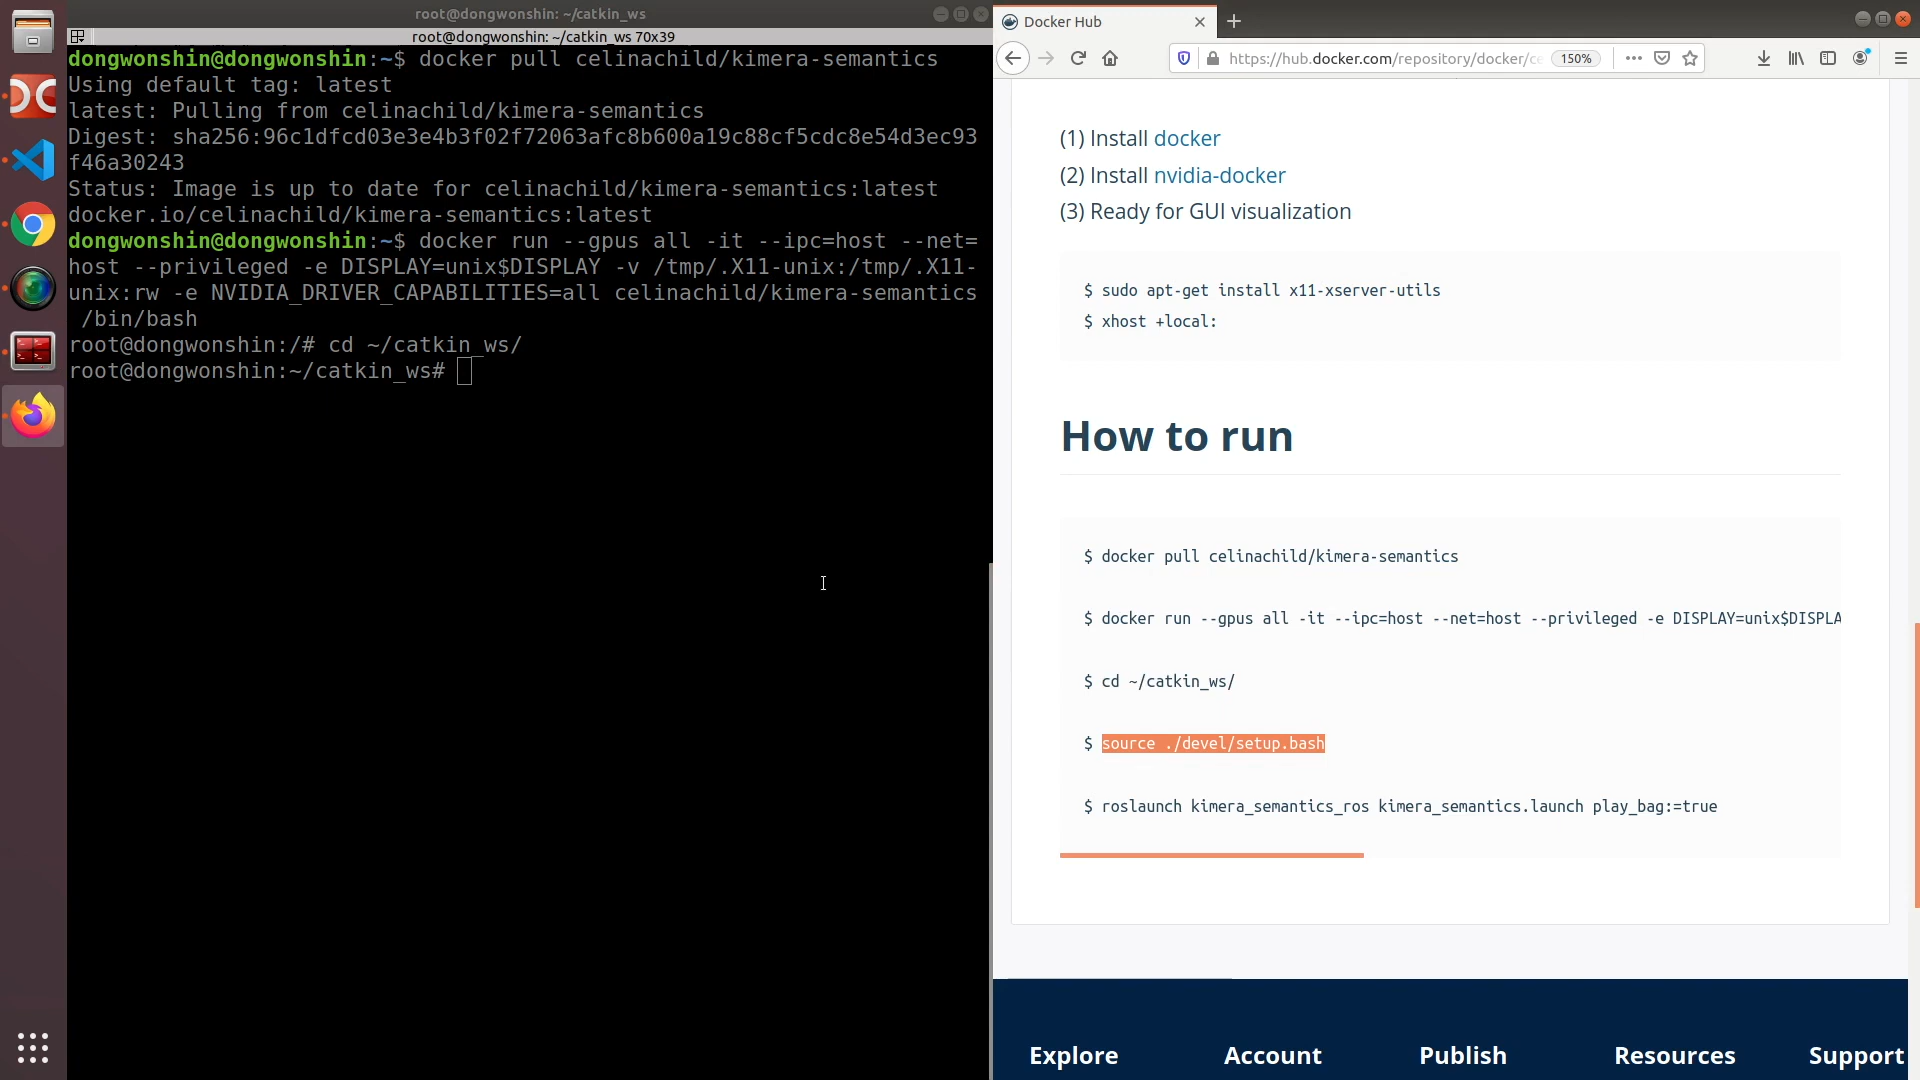 root@dongwonshin: ~/catkin_ws
root@dongwonshin: ~/catkin_ws 70x39
dongwonshin@dongwonshin:~$ docker pull celinachild/kimera-semantics
Using default tag: latest
latest: Pulling from celinachild/kimera-semantics
Digest: sha256:96c1dfcd03e3e4b3f02f72063afc8b600a19c88cf5cdc8e54d3ec93
f46a30243
Status: Image is up to date for celinachild/kimera-semantics:latest
docker.io/celinachild/kimera-semantics:latest
dongwonshin@dongwonshin:~$ docker run --gpus all -it --ipc=host --net=
host --privileged -e DISPLAY=unix$DISPLAY -v /tmp/.X11-unix:/tmp/.X11-
unix:rw -e NVIDIA_DRIVER_CAPABILITIES=all celinachild/kimera-semantics
 /bin/bash
root@dongwonshin:/# cd ~/catkin_ws/
root@dongwonshin:~/catkin_ws#
Docker Hub
https://hub.docker.com/repository/docker/ce
150%
(1) Install docker
(2) Install nvidia-docker
(3) Ready for GUI visualization
$ sudo apt-get install x11-xserver-utils
$ xhost +local:
How to run
$ docker pull celinachild/kimera-semantics
$ docker run --gpus all -it --ipc=host --net=host --privileged -e DISPLAY=unix$DISPLA
$ cd ~/catkin_ws/
$ source ./devel/setup.bash
$ roslaunch kimera_semantics_ros kimera_semantics.launch play_bag:=true
Explore Account Publish Resources Support